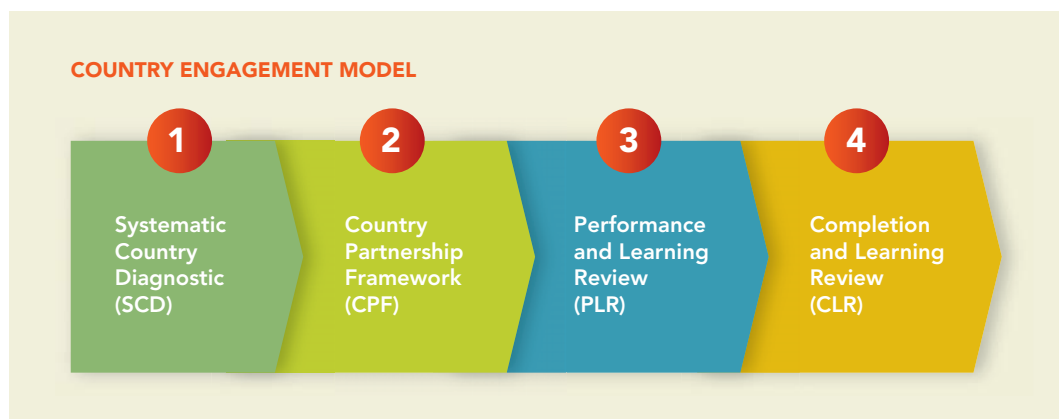 COUNTRY ENGAGEMENT MODEL
1
Systematic
Country
Diagnostic
(SCD)
2
Country
Partnership
Framework
(CPF)
3
Performance
and Learning
Review
(PLR)
4
Completion
and Learning
Review
(CLR)